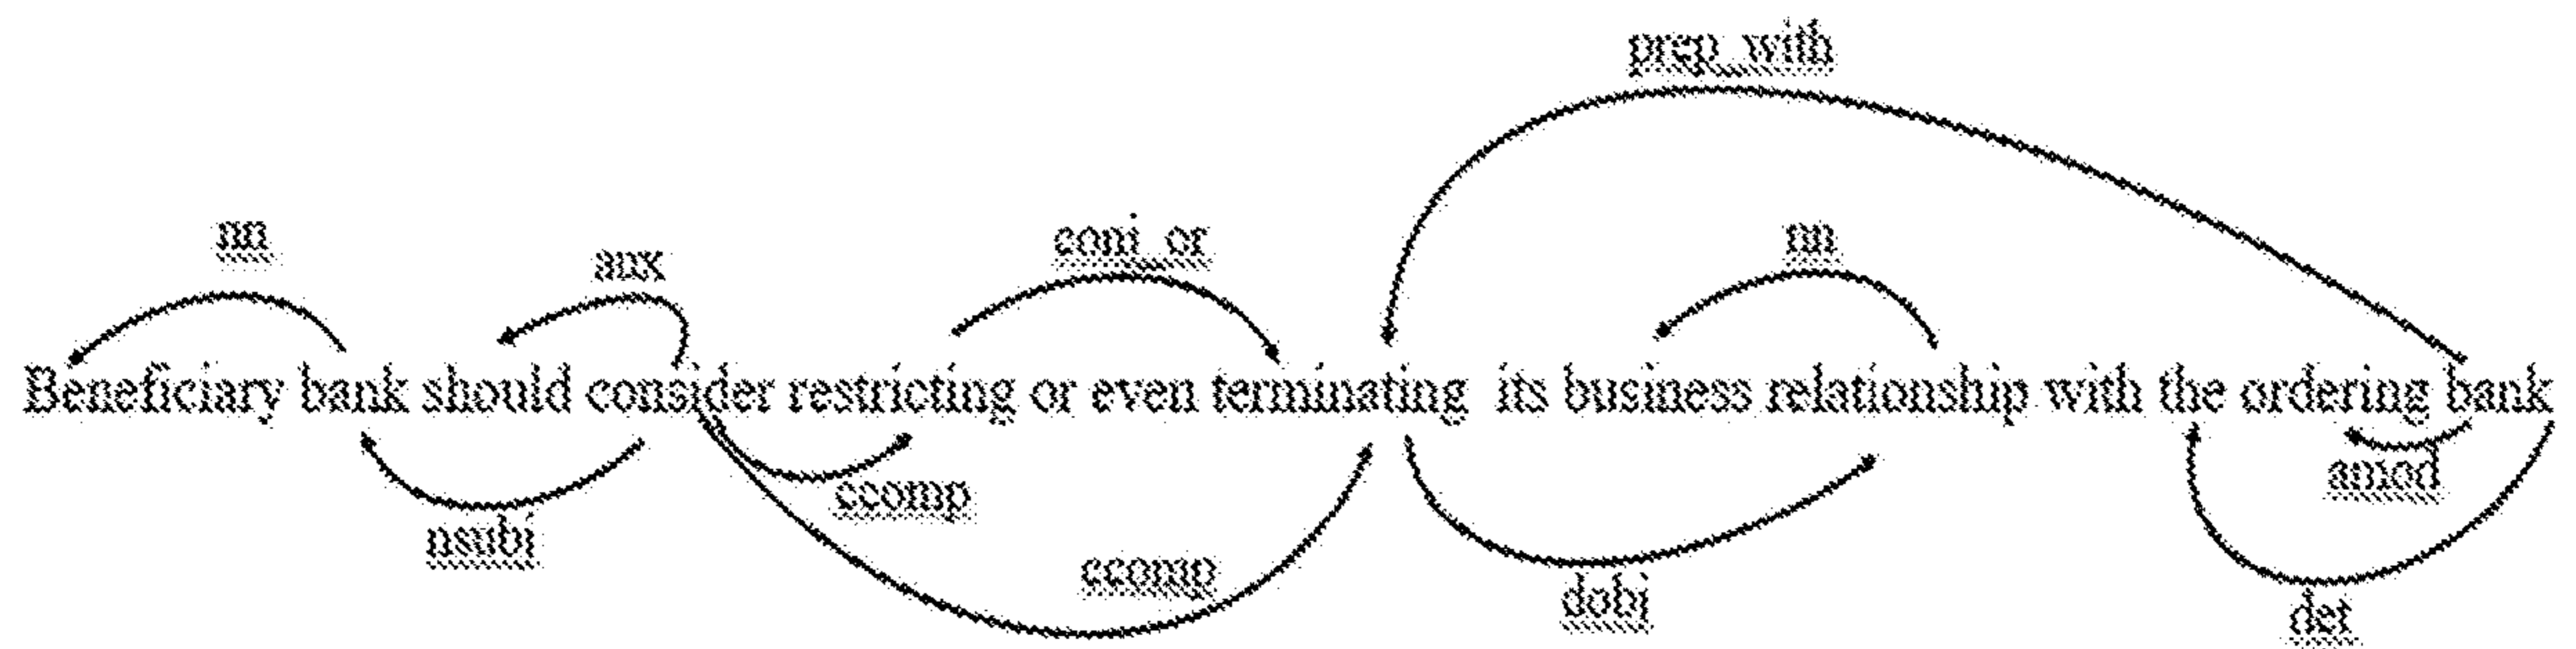 prep_with
nn
aux
conj_or
nn
Beneficiary bank should consider restricting or even terminating its business relationship with the ordering bank
ccomp
amod
nsubj
ccomp
dobj
det